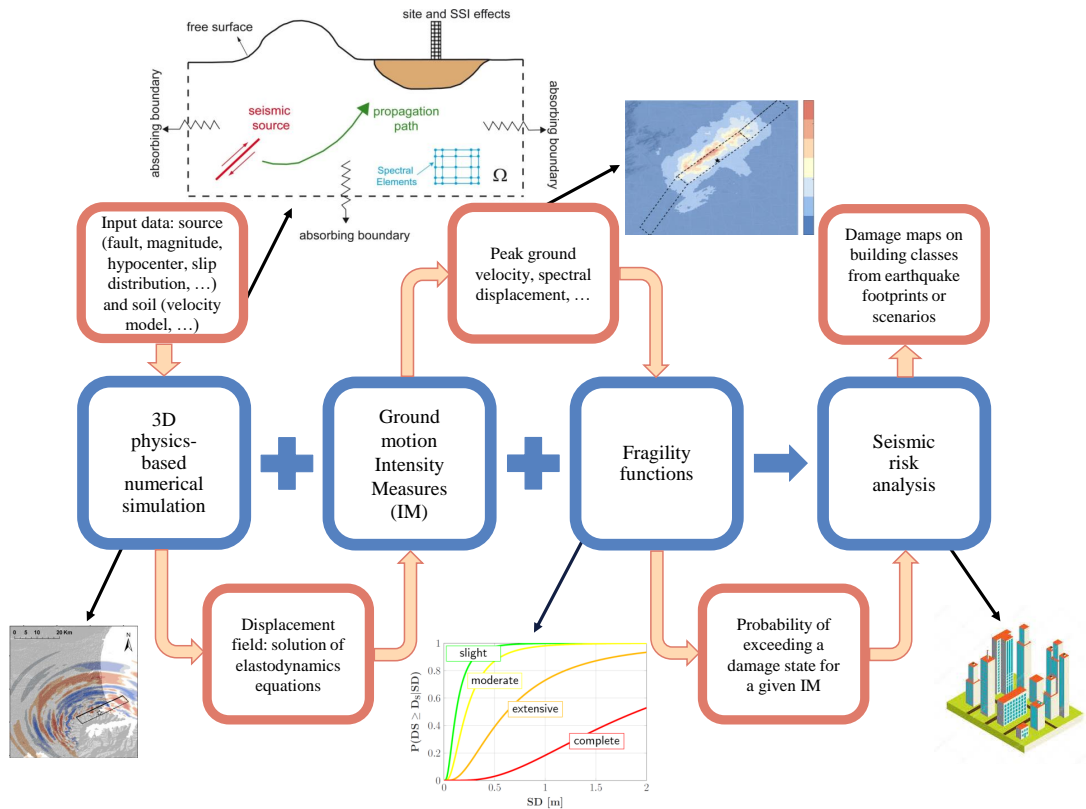 site and SSI effects
free surface
absorbing boundary
seismic
source
propagation
path
Spectral
Elements
Ω
absorbing boundary
absorbing boundary
Input data: source
(fault, magnitude,
hypocenter, slip
distribution, …)
and soil (velocity
model, …)
Peak ground
velocity, spectral
displacement, …
Damage maps on
building classes
from earthquake
footprints or
scenarios
3D
physics-
based
numerical
simulation
Ground
motion
Intensity
Measures
(IM)
Fragility
functions
Seismic
risk
analysis
0 5 10 20 Km
N
Displacement
field: solution of
elastodynamics
equations
P(DS ≥ D_S|SD)
1
0.8
0.6
0.4
0.2
0
slight
moderate
extensive
complete
0 0.5 1 1.5 2
SD [m]
Probability of
exceeding a
damage state for
a given IM